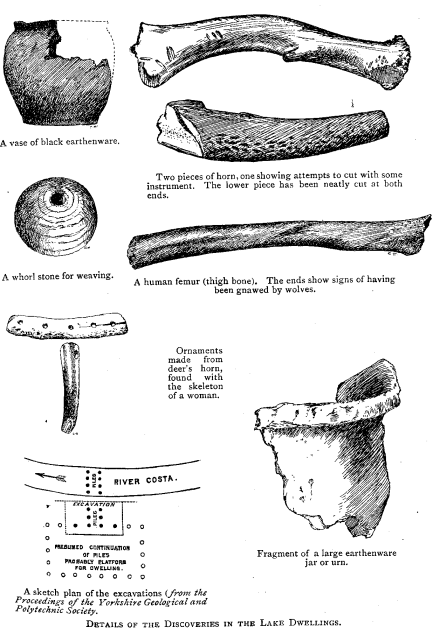 A vase of black earthenware.
Two pieces of horn, one showing attempts to cut with some
instrument. The lower piece has been neatly cut at both
ends.
A whorl stone for weaving.
A human femur (thigh bone). The ends show signs of having
been gnawed by wolves.
Ornaments
made from
deer's horn,
found with
the skeleton
of a woman.
PILES
RIVER COSTA.
EXCAVATION
PILES
PRESUMED CONTINUATION
OF PILES
PROBABLY PLATFORM
FOR DWELLING.
Fragment of a large earthenware
jar or urn.
A sketch plan of the excavations (from the
Proceedings of the Yorkshire Geological and
Polytechnic Society.
DETAILS OF THE DISCOVERIES IN THE LAKE DWELLINGS.